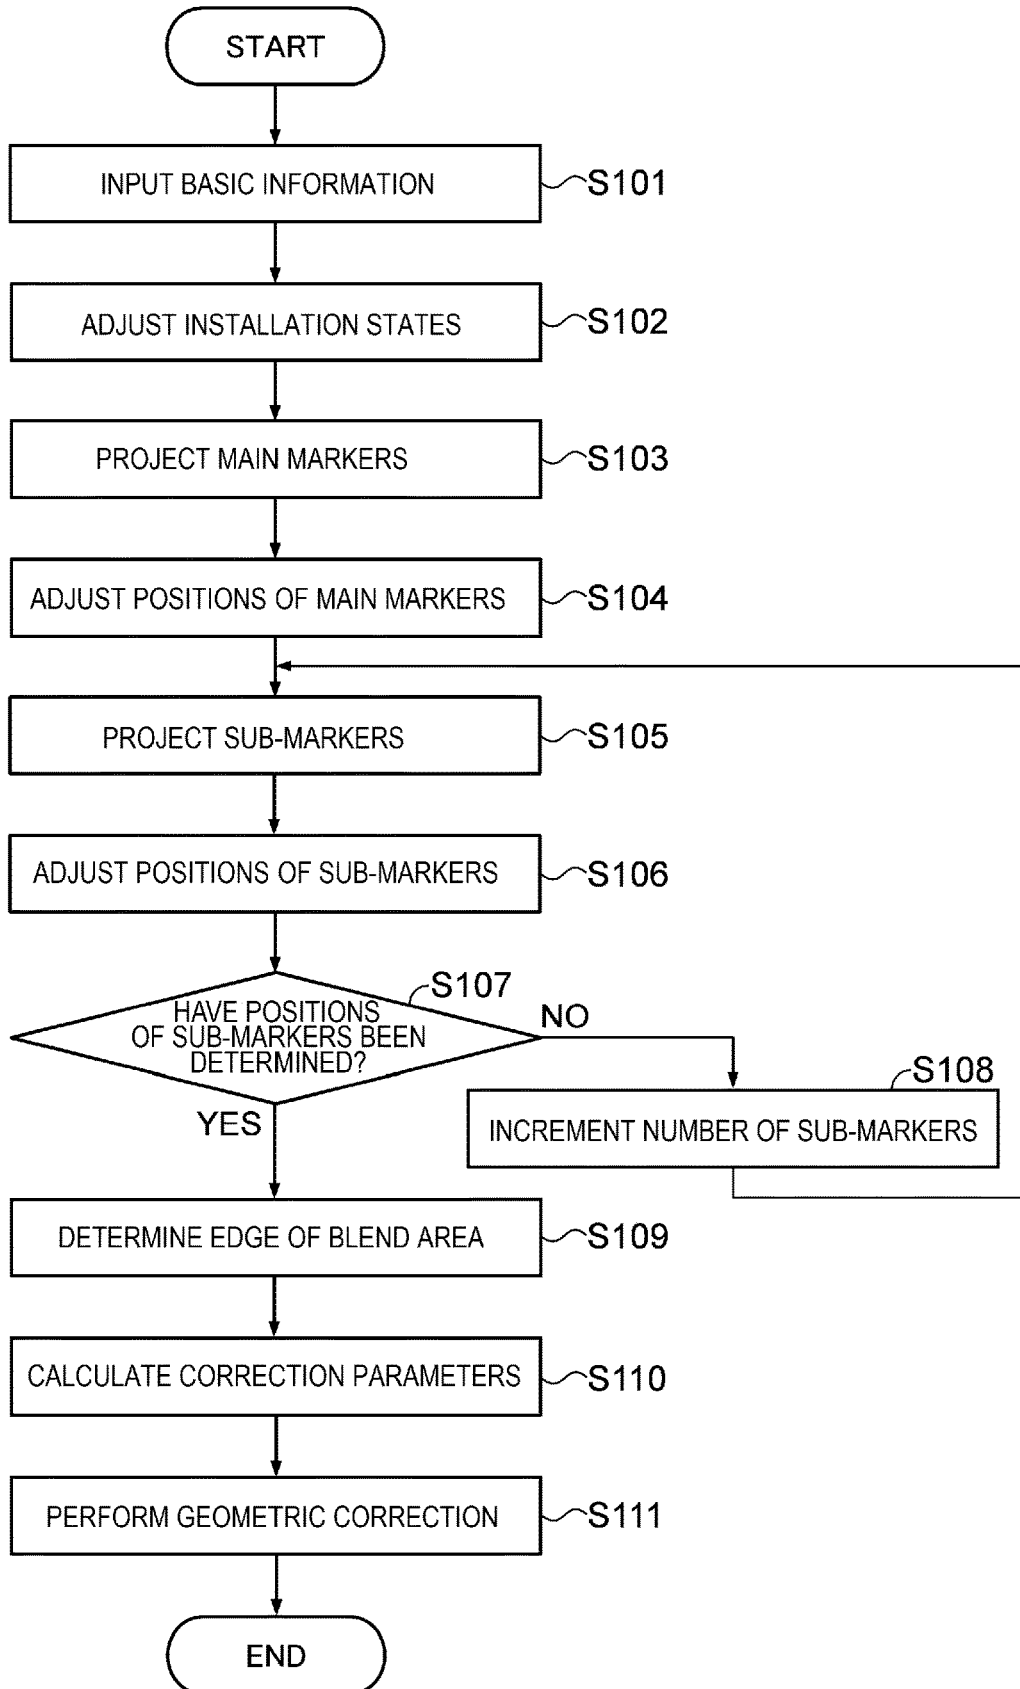 START
INPUT BASIC INFORMATION
S101
ADJUST INSTALLATION STATES
S102
PROJECT MAIN MARKERS
S103
ADJUST POSITIONS OF MAIN MARKERS
S104
PROJECT SUB-MARKERS
S105
ADJUST POSITIONS OF SUB-MARKERS
S106
S107
HAVE POSITIONS
OF SUB-MARKERS BEEN
DETERMINED?
NO
YES
S108
INCREMENT NUMBER OF SUB-MARKERS
DETERMINE EDGE OF BLEND AREA
S109
CALCULATE CORRECTION PARAMETERS
S110
PERFORM GEOMETRIC CORRECTION
S111
END